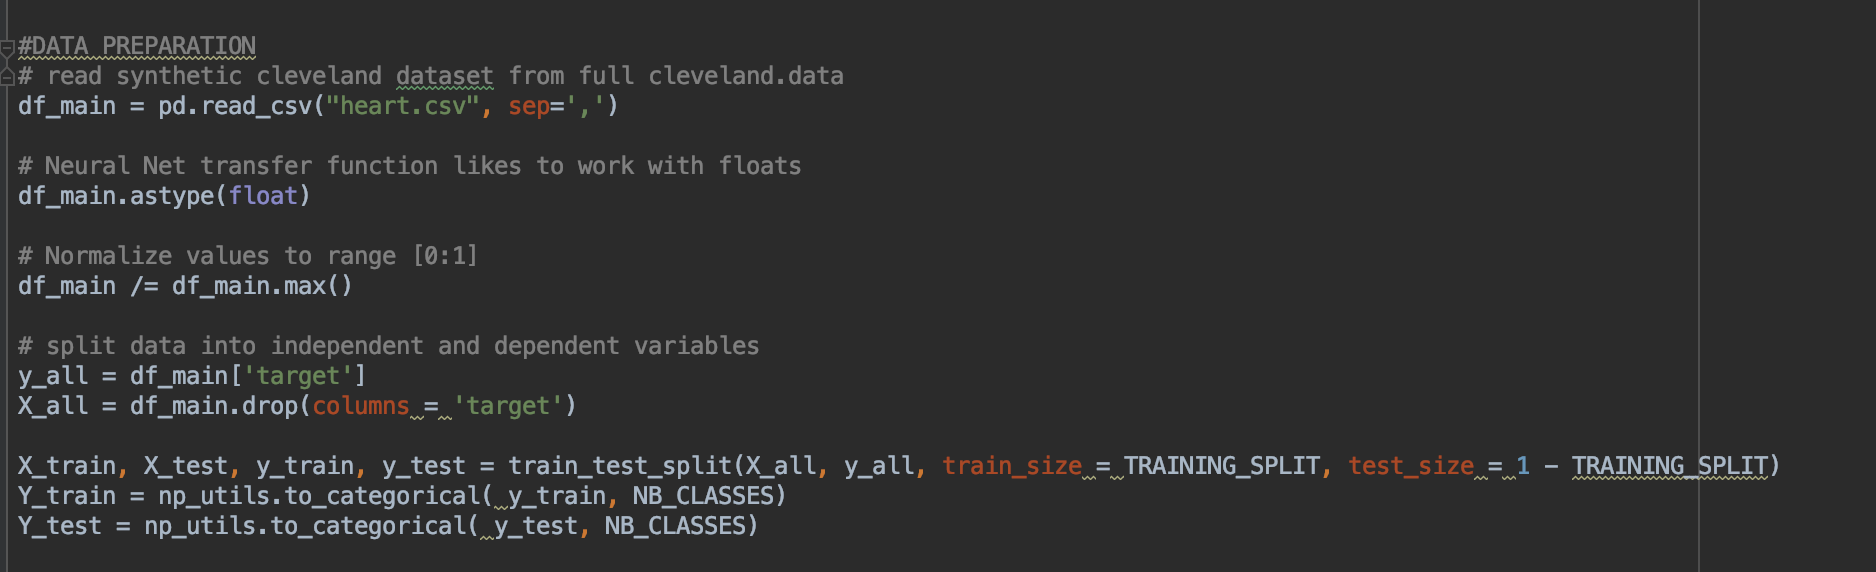 #DATA PREPARATION
# read synthetic cleveland dataset from full cleveland.data
df_main = pd.read_csv("heart.csv", sep=',')
# Neural Net transfer function likes to work with floats
df_main.astype(float)
# Normalize values to range [0:1]
df_main /= df_main.max()
# split data into independent and dependent variables
y_all = df_main['target']
X_all = df_main.drop(columns = 'target')
X_train, X_test, y_train, y_test = train_test_split(X_all, y_all, train_size = TRAINING_SPLIT, test_size = 1 - TRAINING_SPLIT)
Y_train = np_utils.to_categorical( y_train, NB_CLASSES)
Y_test = np_utils.to_categorical( y_test, NB_CLASSES)